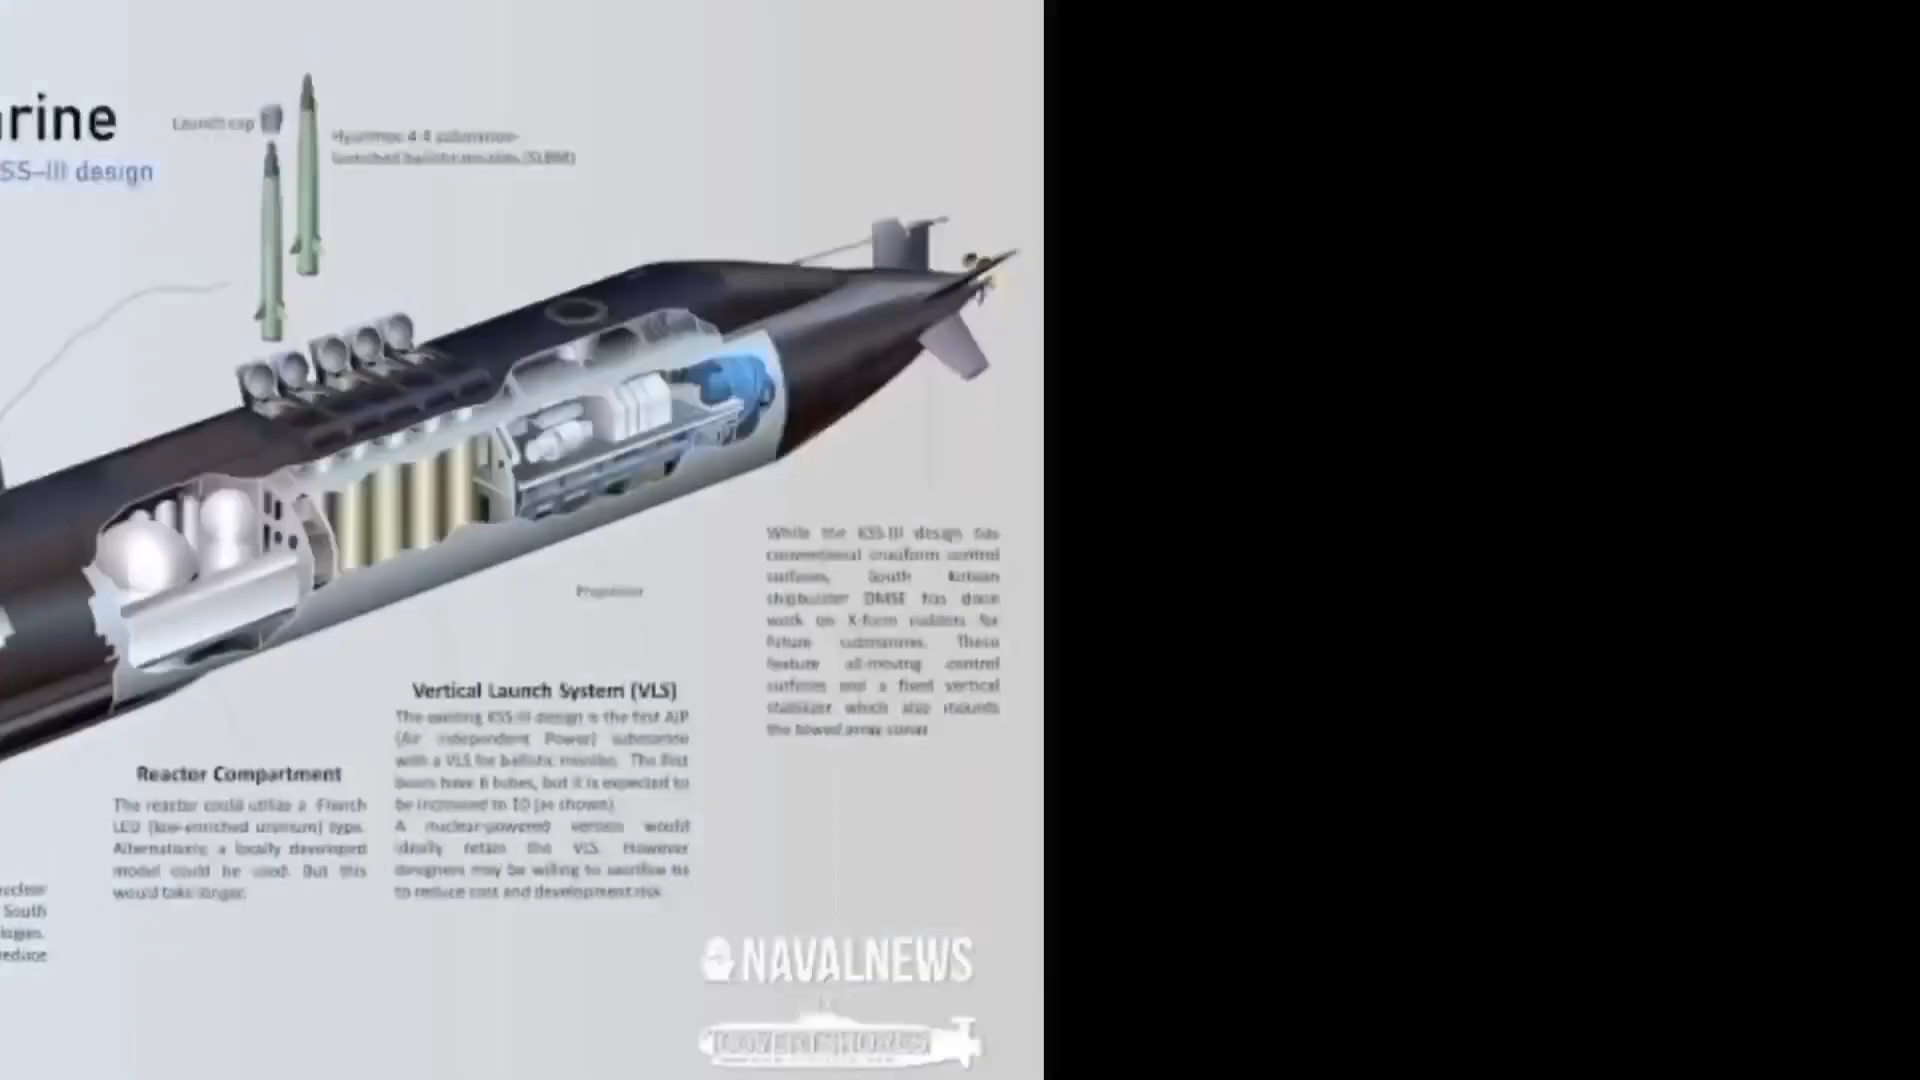 rine
SS–III design
Launch cap
submarine-
launched ballistic missiles (SLBM)
While the KSS-III design has
conventional cruciform control
surfaces, South Korean
shipbuilder DMSE has done
work on X-form rudders for
future submarines. These
feature all-moving control
surfaces and a fixed vertical
stabilizer which also mounts
the towed array sonar
Propulsion
Vertical Launch System (VLS)
The existing KSS-III design is the first AIP
(Air Independent Power) submarine
with a VLS for ballistic missiles. The first
boats have 6 tubes, but it is expected to
be increased to 10 (as shown).
A nuclear-powered version would
ideally retain the VLS. However
designers may be willing to sacrifice its
to reduce cost and development risk.
Reactor Compartment
The reactor could utilize a French
LEU (low-enriched uranium) type.
Alternatively a locally developed
model could be used. But this
would take longer.
nuclear
South
logies.
reduce
NAVALNEWS
COVERT SHORES